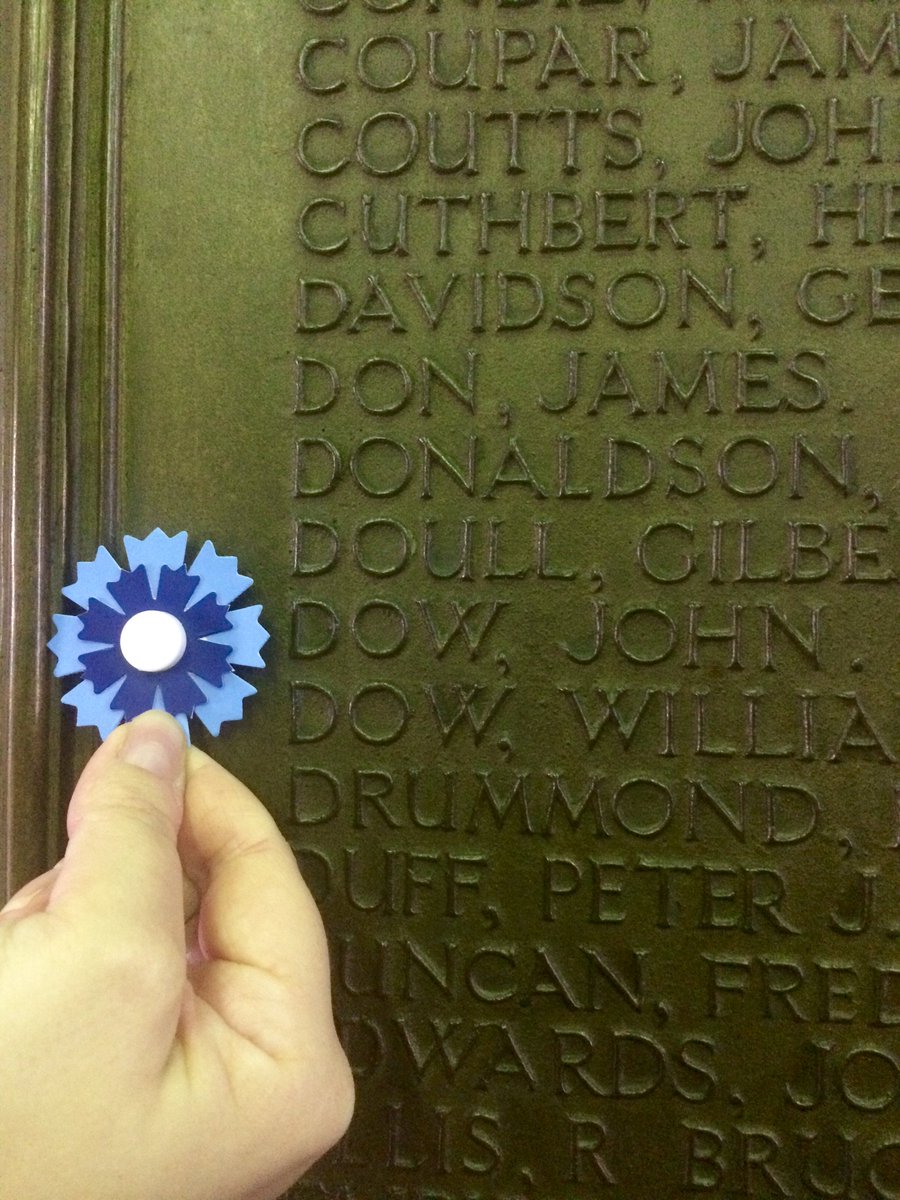 COUPAR, JAM
COUTTS, JOH
CUTHBERT, HE
DAVIDSON, GE
DON, JAMES.
DONALDSON,
DOULL, GILBE
DOW, JOHN.
DOW, WILLIA
DRUMMOND,
DUFF, PETER J.
DUNCAN, FRED
EDWARDS, JO
ELLIS, R BRUC